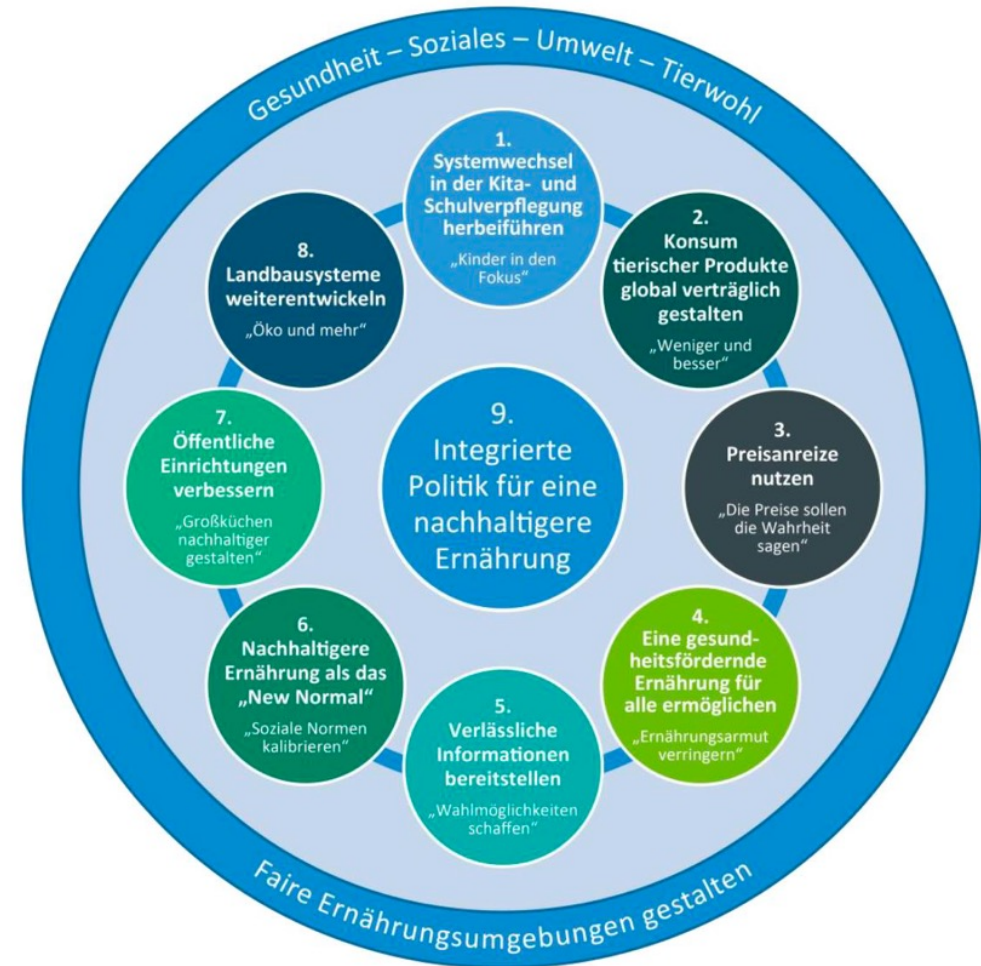 Gesundheit – Soziales – Umwelt – Tierwohl
1.
Systemwechsel
in der Kita- und
Schulverpflegung
herbeiführen
„Kinder in den
Fokus“
2.
Konsum
tierischer Produkte
global verträglich
gestalten
„Weniger und
besser“
3.
Preisanreize
nutzen
„Die Preise sollen
die Wahrheit
sagen“
4.
Eine gesund-
heitsfördernde
Ernährung für
alle ermöglichen
„Ernährungsarmut
verringern“
5.
Verlässliche
Informationen
bereitstellen
„Wahlmöglichkeiten
schaffen“
6.
Nachhaltigere
Ernährung als das
„New Normal“
„Soziale Normen
kalibrieren“
7.
Öffentliche
Einrichtungen
verbessern
„Großküchen
nachhaltiger
gestalten“
8.
Landbausysteme
weiterentwickeln
„Öko und mehr“
9.
Integrierte
Politik für eine
nachhaltigere
Ernährung
Faire Ernährungsumgebungen gestalten